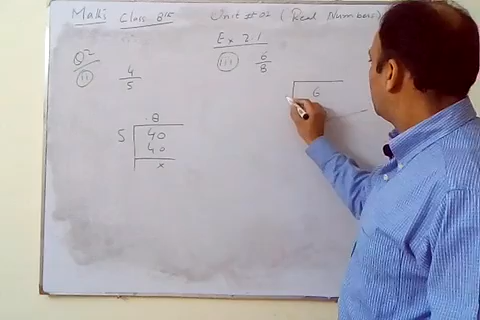 Math Class 8th Unit # 02 (Real Numbers)
Ex 2.1
Q2
(ii) 4/5
(iii) 6/8
.8
5 40
40
x
6